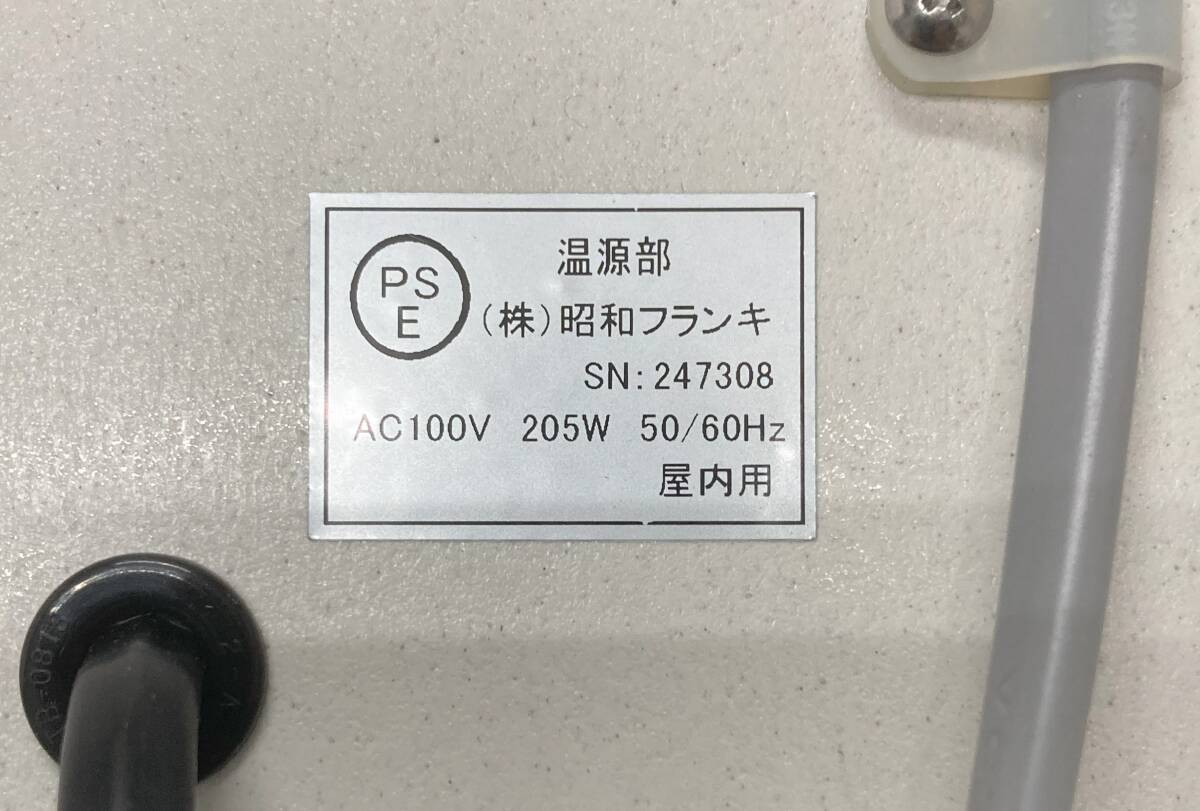 PS
E
温源部
(株)昭和フランキ
SN:247308
AC100V 205W 50/60Hz
屋内用